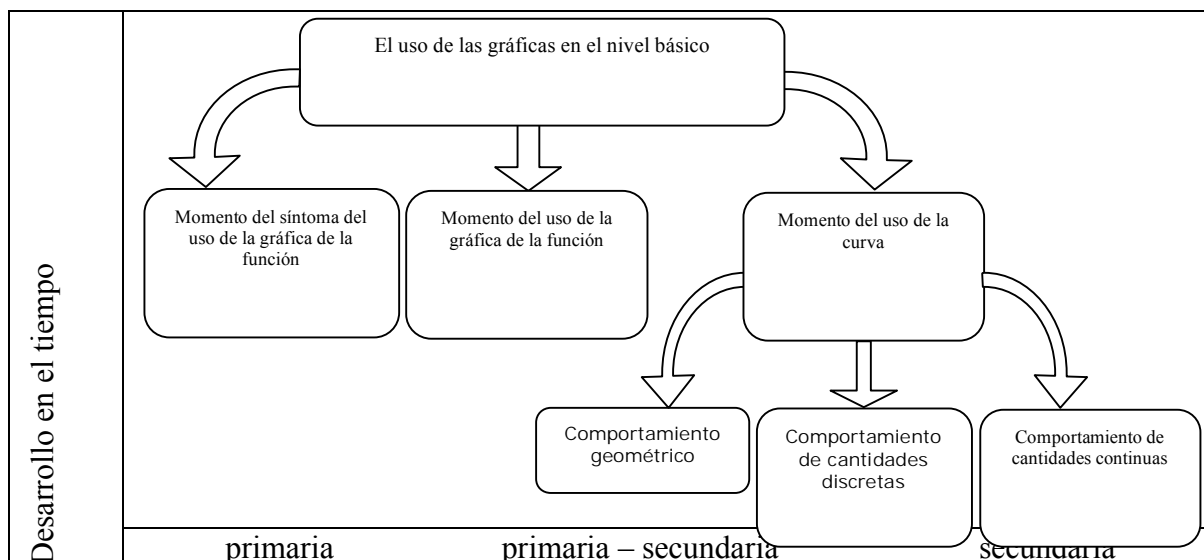 El uso de las gráficas en el nivel básico
Momento del síntoma del
uso de la gráfica de la
función
Momento del uso de la
gráfica de la función
Momento del uso de la
curva
Comportamiento
geométrico
Comportamiento
de cantidades
discretas
Comportamiento de
cantidades continuas
Desarrollo en el tiempo
primaria
primaria – secundaria
secundaria